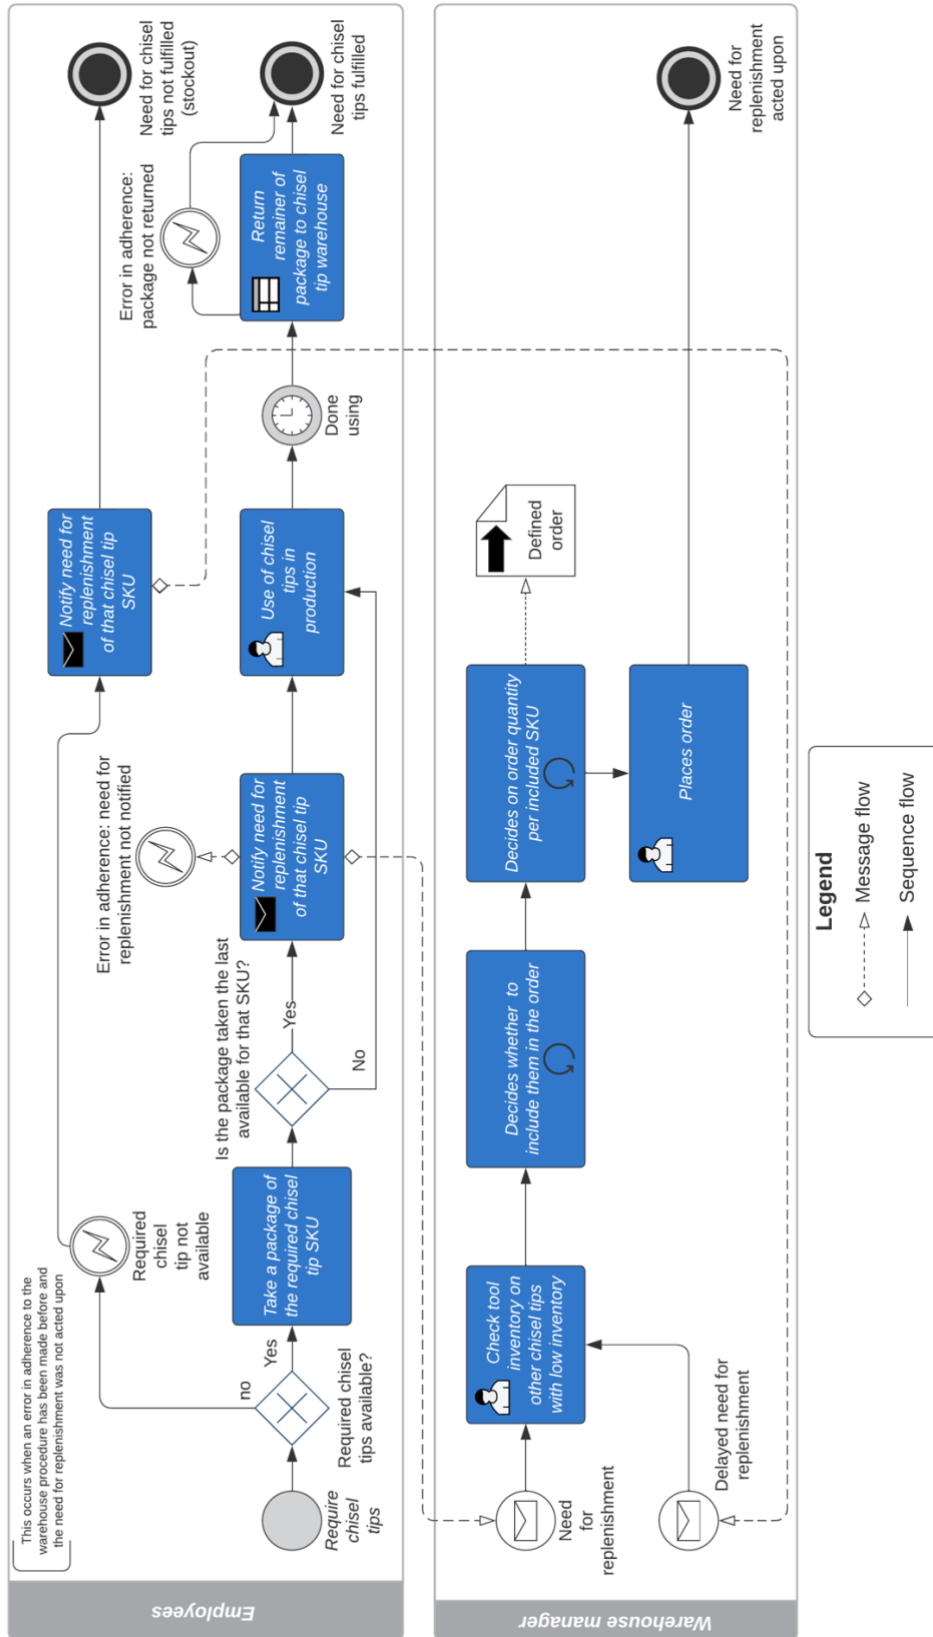 Employees
This occurs when an error in adherence to the
warehouse procedure has been made before and
the need for replenishment was not acted upon
Require
chisel
tips
Required chisel
tips available?
no
Yes
Required
chisel
tip not
available
Take a package of
the required chisel
tip SKU
Is the package taken the last
available for that SKU?
Yes
No
Error in adherence: need for
replenishment not notified
Notify need for
replenishment
of that chisel tip
SKU
Notify need for
replenishment
of that chisel tip
SKU
Use of chisel
tips in
production
Done
using
Error in adherence:
package not returned
Return
remainer of
package to chisel
tip warehouse
Need for chisel
tips not fulfilled
(stockout)
Need for chisel
tips fulfilled
Warehouse manager
Need
for
replenishment
Delayed need for
replenishment
Check tool
inventory on
other chisel tips
with low inventory
Decides whether to
include them in the order
Decides on order quantity
per included SKU
Defined
order
Places order
Need for
replenishment
acted upon
Legend
Message flow
Sequence flow